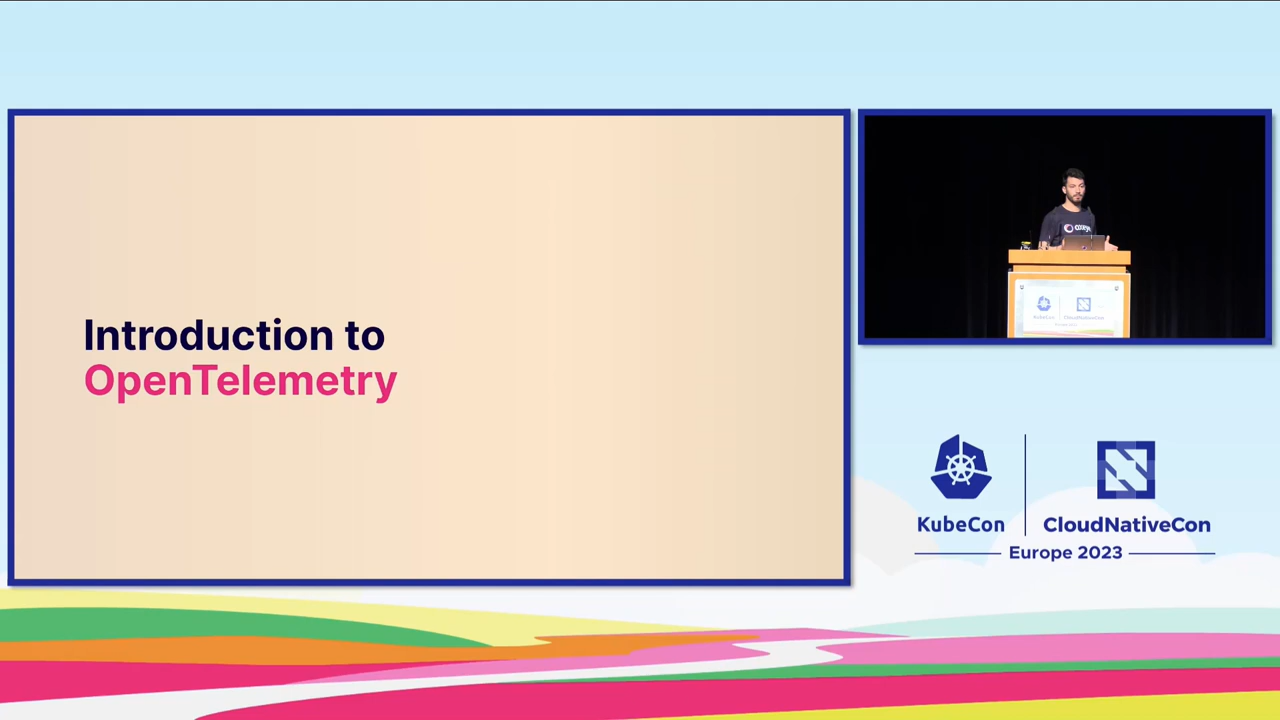 Introduction to
OpenTelemetry
KubeCon
CloudNativeCon
Europe 2023